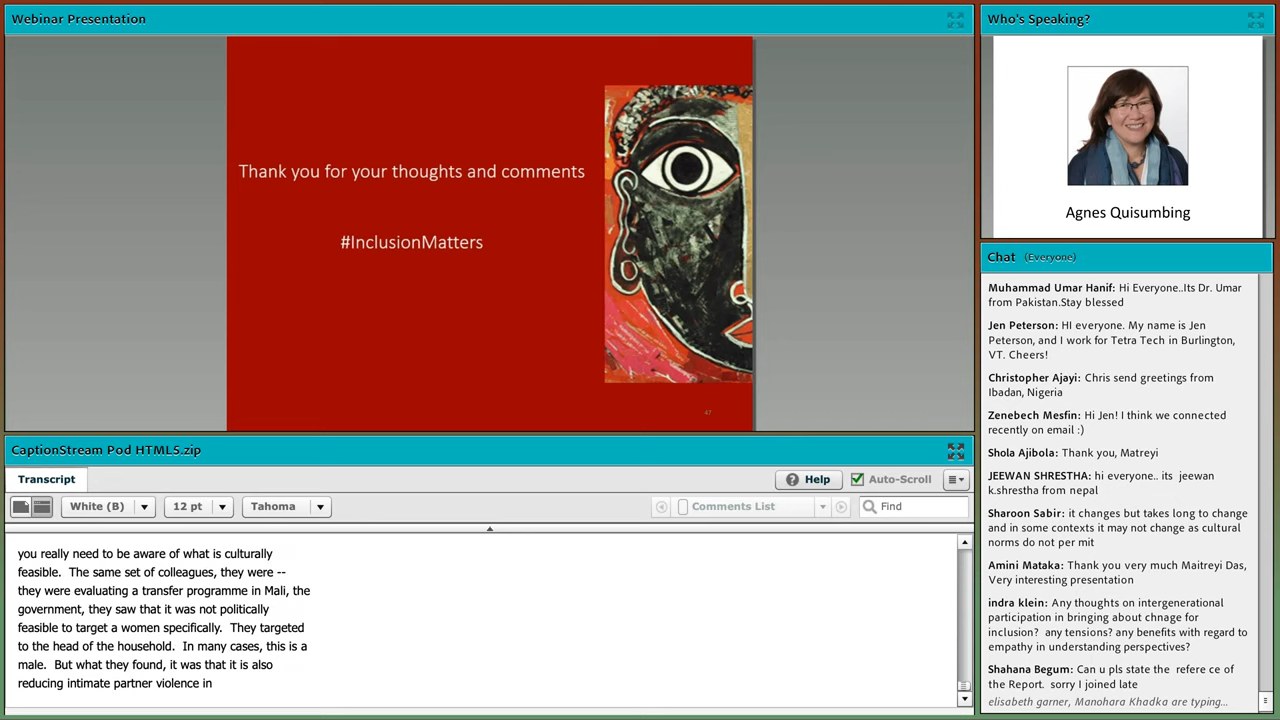 Webinar Presentation
Thank you for your thoughts and comments
#InclusionMatters
47
Who's Speaking?
Agnes Quisumbing
CaptionStream Pod HTML5.zip
Transcript
Help
Auto-Scroll
White (B)
12 pt
Tahoma
Comments List
Find
you really need to be aware of what is culturally
feasible. The same set of colleagues, they were --
they were evaluating a transfer programme in Mali, the
government, they saw that it was not politically
feasible to target a women specifically. They targeted
to the head of the household. In many cases, this is a
male. But what they found, it was that it is also
reducing intimate partner violence in
Chat (Everyone)
Muhammad Umar Hanif: Hi Everyone..Its Dr. Umar
from Pakistan.Stay blessed
Jen Peterson: HI everyone. My name is Jen
Peterson, and I work for Tetra Tech in Burlington,
VT. Cheers!
Christopher Ajayi: Chris send greetings from
Ibadan, Nigeria
Zenebech Mesfin: Hi Jen! I think we connected
recently on email :)
Shola Ajibola: Thank you, Matreyi
JEEWAN SHRESTHA: hi everyone.. its jeewan
k.shrestha from nepal
Sharoon Sabir: it changes but takes long to change
and in some contexts it may not change as cultural
norms do not per mit
Amini Mataka: Thank you very much Maitreyi Das,
Very interesting presentation
indra klein: Any thoughts on intergenerational
participation in bringing about chnage for
inclusion? any tensions? any benefits with regard to
empathy in understanding perspectives?
Shahana Begum: Can u pls state the refere ce of
the Report. sorry I joined late
elisabeth garner, Manohara Khadka are typing...